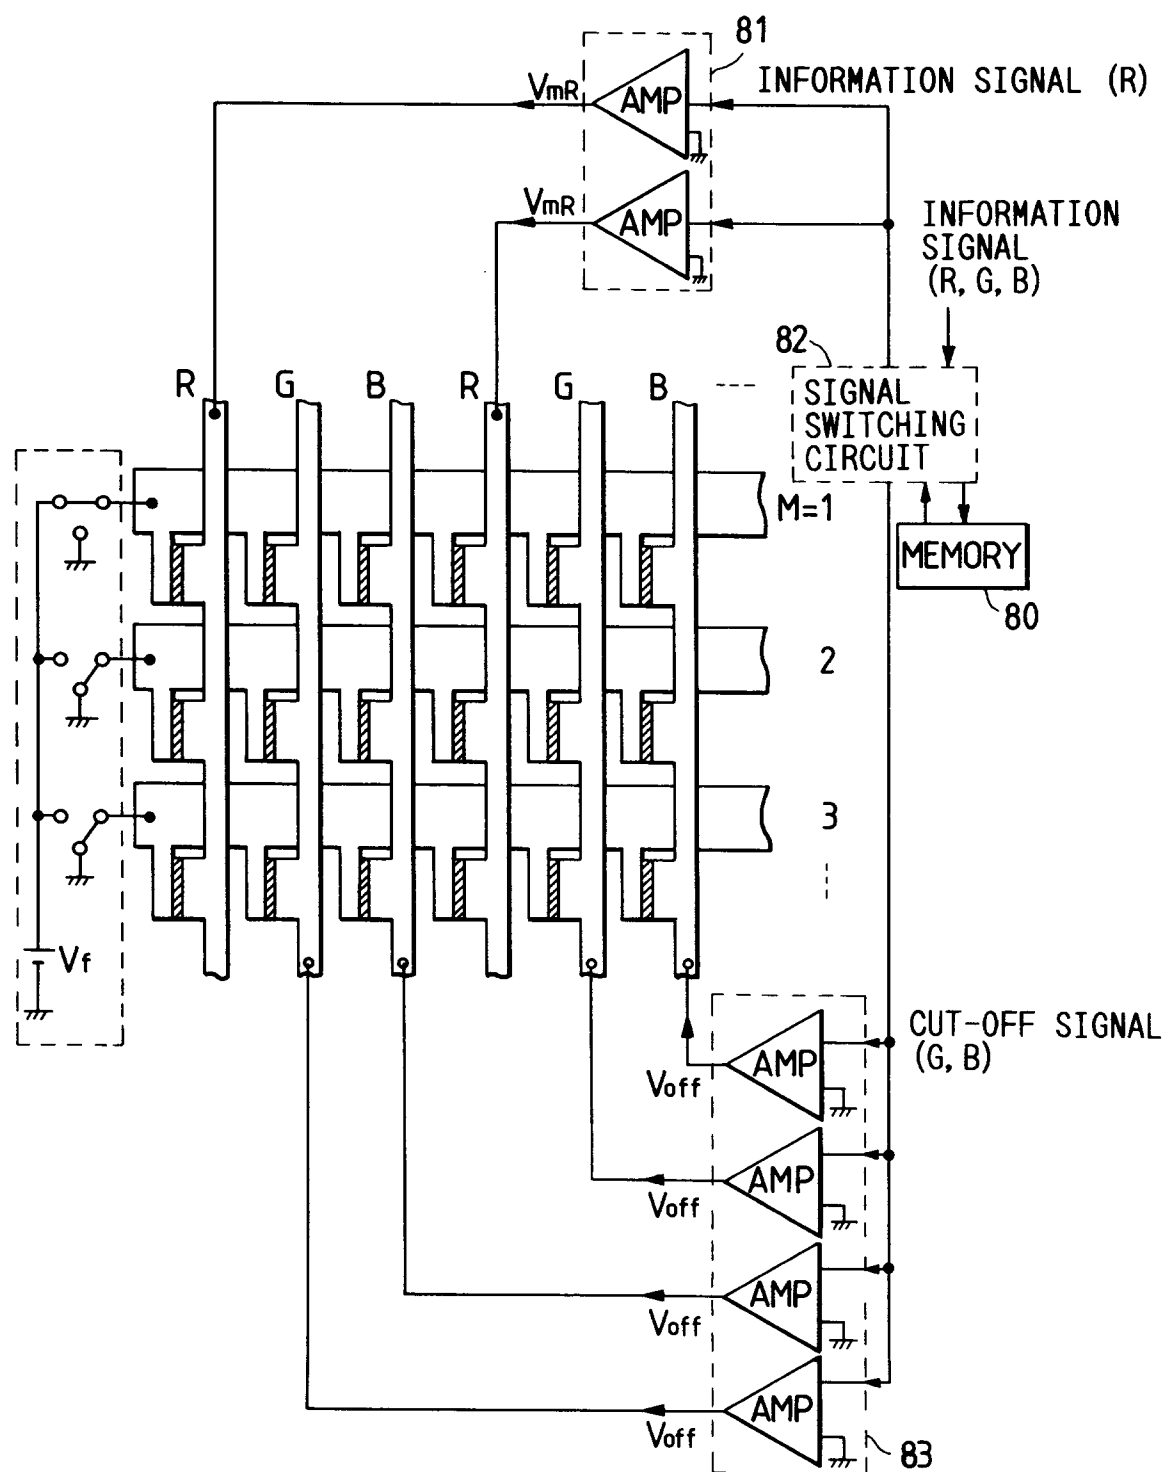 81
INFORMATION SIGNAL (R)
VmR
AMP
VmR
AMP
INFORMATION
SIGNAL
(R, G, B)
82
R G B R G B ----
SIGNAL
SWITCHING
CIRCUIT
M=1
MEMORY
80
2
3
Vf
CUT-OFF SIGNAL
(G, B)
AMP
Voff
AMP
Voff
AMP
Voff
AMP
Voff
83